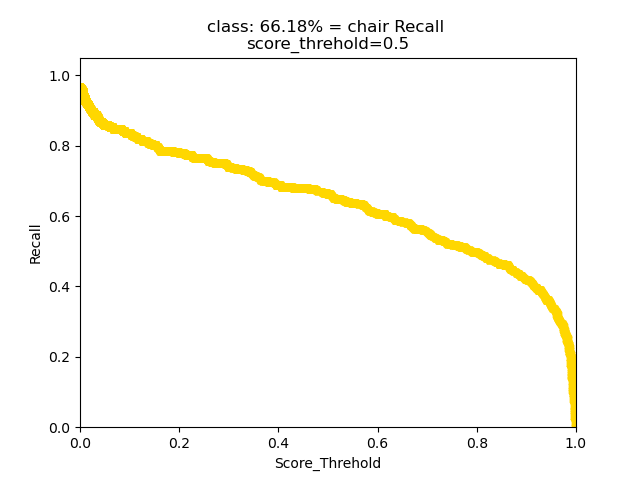 class: 66.18% = chair Recall
score_threhold=0.5
Recall
1.0
0.8
0.6
0.4
0.2
0.0
0.0 0.2 0.4 0.6 0.8 1.0
Score_Threhold